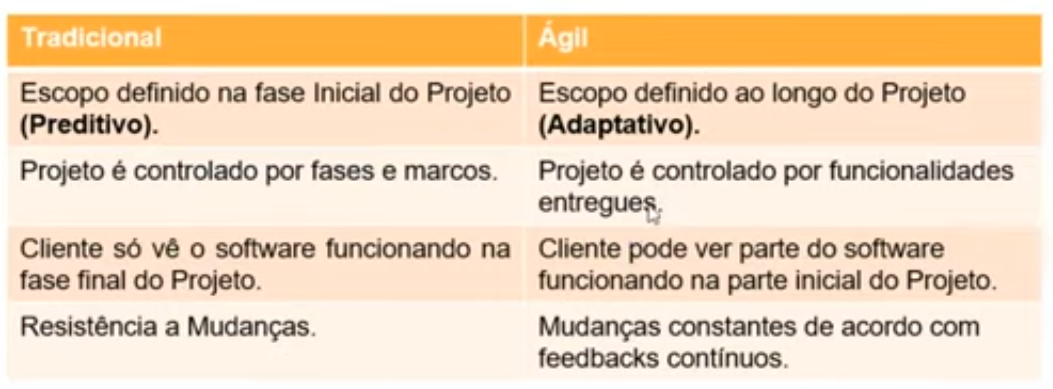 Tradicional
Ágil
Escopo definido na fase Inicial do Projeto
(Preditivo).
Escopo definido ao longo do Projeto
(Adaptativo).
Projeto é controlado por fases e marcos.
Projeto é controlado por funcionalidades
entregues.
Cliente só vê o software funcionando na
fase final do Projeto.
Cliente pode ver parte do software
funcionando na parte inicial do Projeto.
Resistência a Mudanças.
Mudanças constantes de acordo com
feedbacks contínuos.